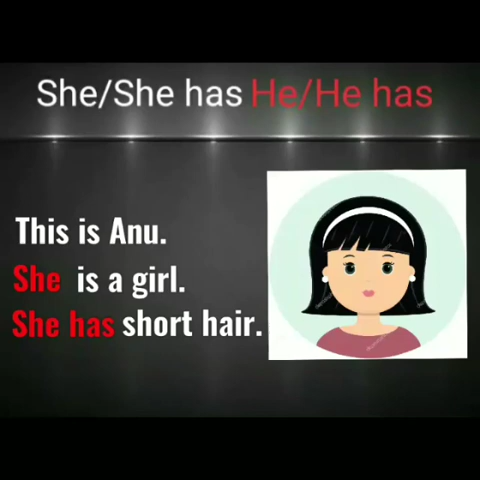 She/She has He/He has
This is Anu.
She is a girl.
She has short hair.